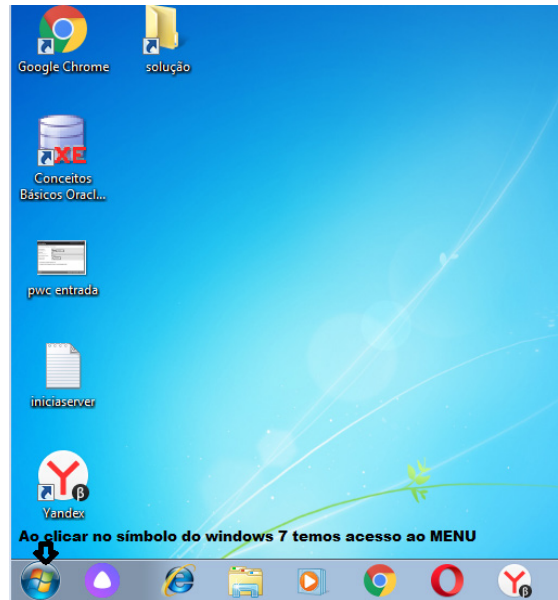 Google Chrome
solução
Conceitos
Básicos Oracl...
pwc entrada
iniciaserver
Yandex
Ao clicar no símbolo do windows 7 temos acesso ao MENU